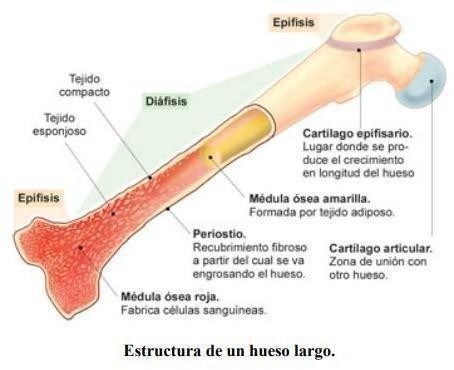 Epífisis
Tejido
compacto
Diáfisis
Tejido
esponjoso
Cartílago epifisario.
Lugar donde se pro-
duce el crecimiento
en longitud del hueso
Epífisis
Médula ósea amarilla.
Formada por tejido adiposo.
Periostio.
Recubrimiento fibroso
a partir del cual se va
engrosando el hueso.
Cartílago articular.
Zona de unión con
otro hueso.
Médula ósea roja.
Fabrica células sanguíneas.
Estructura de un hueso largo.